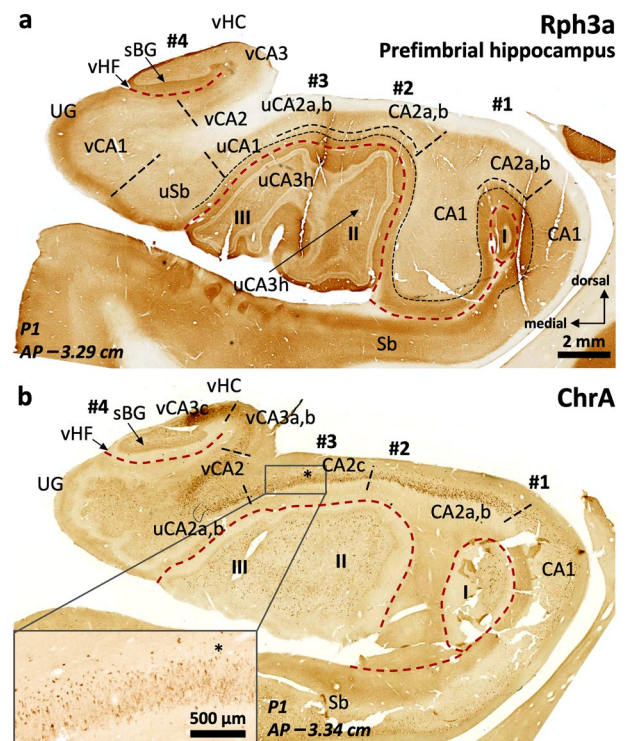 a
Rph3a
Prefimbrial hippocampus
vHC
#4
sBG
vCA3
vHF
#3
#2
UG
uCA2a,b
CA2a,b
#1
vCA2
vCA1
uCA1
CA2a,b
uSb
uCA3h
III
II
CA1
I
CA1
uCA3h
dorsal
medial
P1
AP – 3.29 cm
Sb
2 mm
b
ChrA
vHC
#4
vCA3c
sBG
vCA3a,b
vHF
#3
#2
vCA2
*
CA2c
#1
UG
uCA2a,b
CA2a,b
III
II
I
CA1
*
500 μm
Sb
P1
AP – 3.34 cm